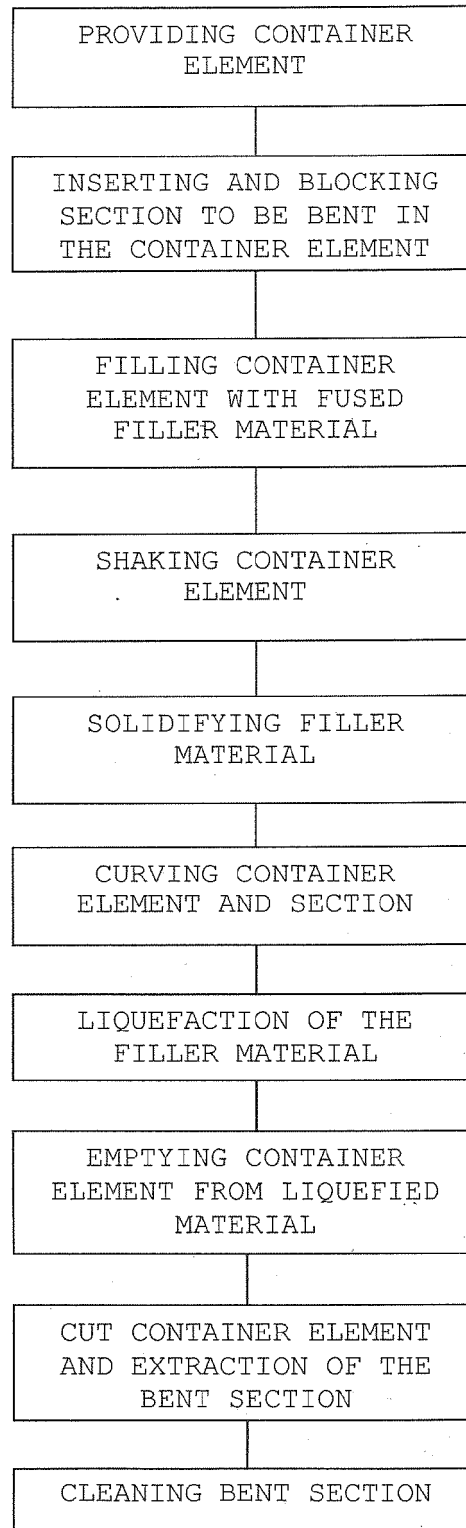 PROVIDING CONTAINER
ELEMENT
INSERTING AND BLOCKING
SECTION TO BE BENT IN
THE CONTAINER ELEMENT
FILLING CONTAINER
ELEMENT WITH FUSED
FILLER MATERIAL
SHAKING CONTAINER
ELEMENT
SOLIDIFYING FILLER
MATERIAL
CURVING CONTAINER
ELEMENT AND SECTION
LIQUEFACTION OF THE
FILLER MATERIAL
EMPTYING CONTAINER
ELEMENT FROM LIQUEFIED
MATERIAL
CUT CONTAINER ELEMENT
AND EXTRACTION OF THE
BENT SECTION
CLEANING BENT SECTION